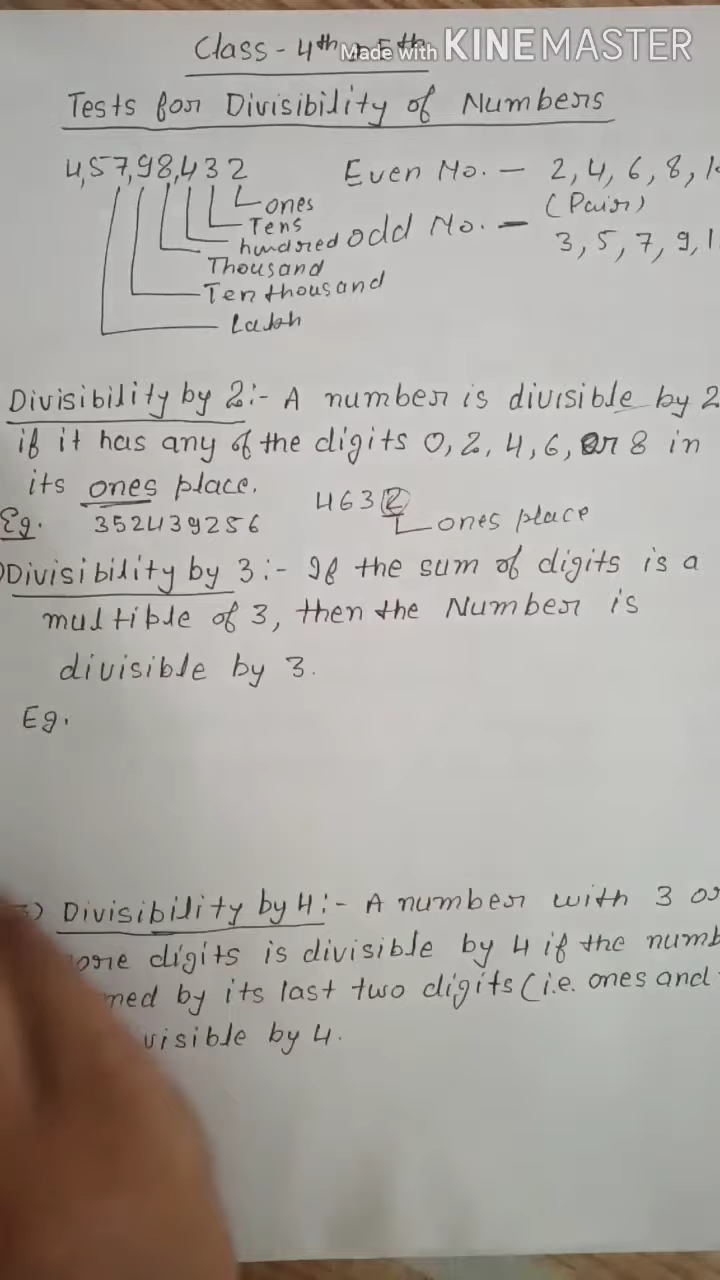 Class - 4th
Made with KINEMASTER
Tests for Divisibility of Numbers
4,57,98,432
ones
Tens
hundred
Thousand
Ten thousand
Lakh
Even No. - 2, 4, 6, 8,
(Pair)
odd No. -
3, 5, 7, 9,
Divisibility by 2:- A number is divisible by 2
if it has any of the digits 0, 2, 4, 6, or 8 in
its ones place.
4632
ones place
Eg. 352439256
Divisibility by 3:- If the sum of digits is a
multiple of 3, then the Number is
divisible by 3.
Eg.
3) Divisibility by 4:- A number with 3 or
digits is divisible by 4 if the
by its last two digits (i.e. ones and
by 4.